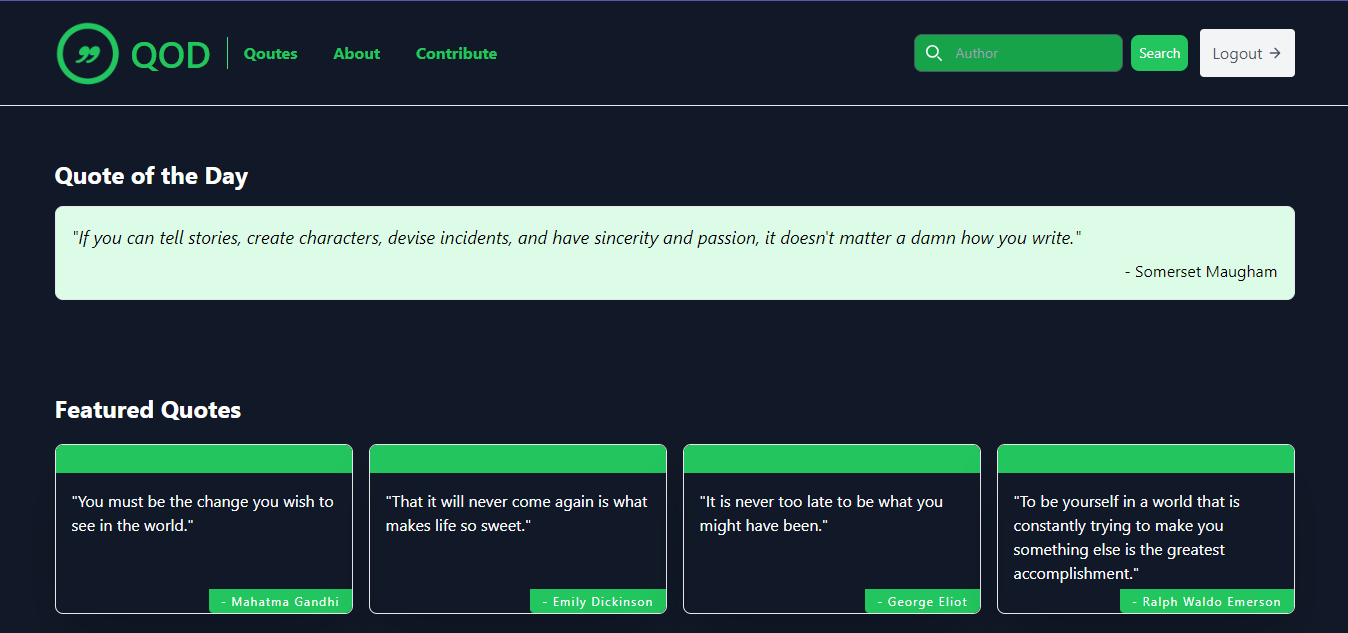 QOD
Qoutes About Contribute
Author
Search
Logout →
Quote of the Day
"If you can tell stories, create characters, devise incidents, and have sincerity and passion, it doesn't matter a damn how you write."
- Somerset Maugham
Featured Quotes
"You must be the change you wish to
see in the world."
- Mahatma Gandhi
"That it will never come again is what
makes life so sweet."
- Emily Dickinson
"It is never too late to be what you
might have been."
- George Eliot
"To be yourself in a world that is
constantly trying to make you
something else is the greatest
accomplishment."
- Ralph Waldo Emerson